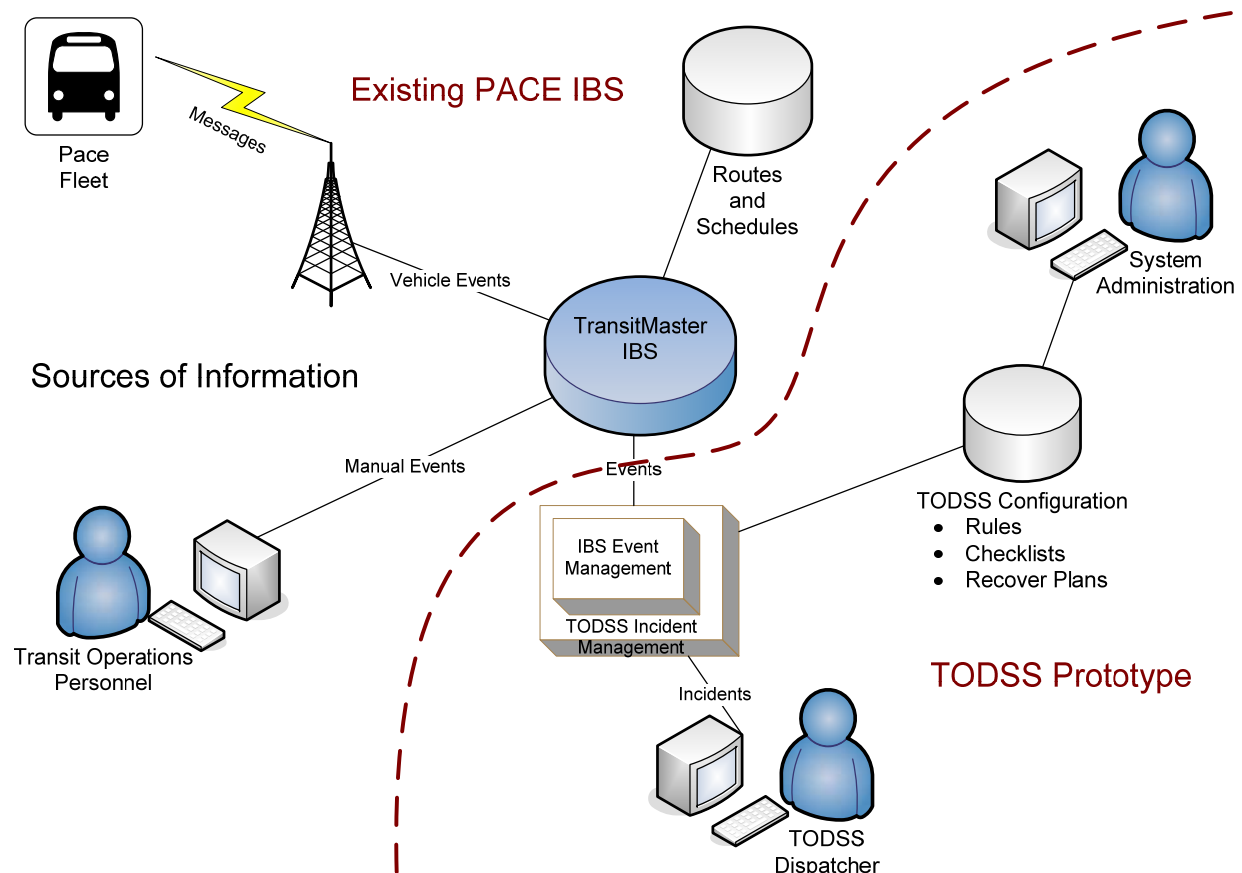 Existing PACE IBS
Messages
Pace
Fleet
Routes
and
Schedules
System
Administration
Vehicle Events
TransitMaster
IBS
Sources of Information
Manual Events
Events
TODSS Configuration
• Rules
• Checklists
• Recover Plans
IBS Event
Management
TODSS Incident
Management
Transit Operations
Personnel
TODSS Prototype
Incidents
TODSS
Dispatcher